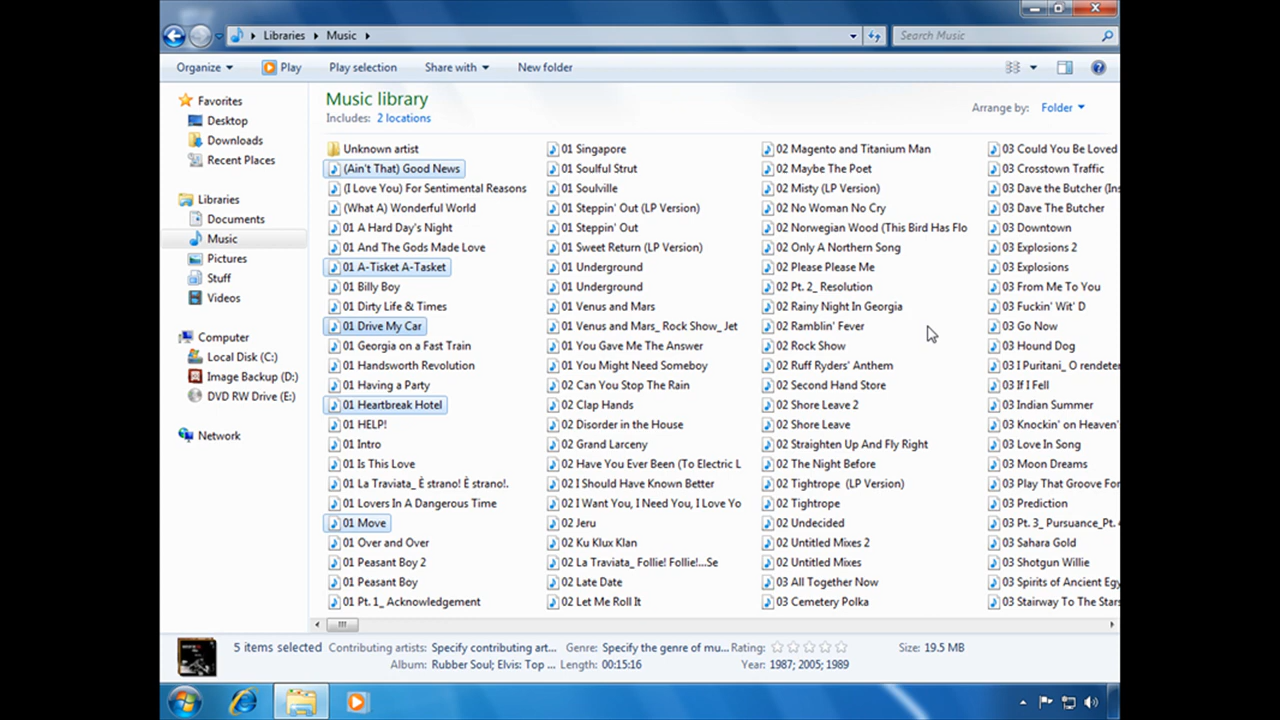 Libraries Music
Search Music
Organize Play Play selection Share with New folder
Music library
Includes: 2 locations
Arrange by: Folder
Favorites
Desktop
Downloads
Recent Places
Libraries
Documents
Music
Pictures
Stuff
Videos
Computer
Local Disk (C:)
Image Backup (D:)
DVD RW Drive (E:)
Network
Unknown artist
(Ain't That) Good News
(I Love You) For Sentimental Reasons
(What A) Wonderful World
01 A Hard Day's Night
01 And The Gods Made Love
01 A-Tisket A-Tasket
01 Billy Boy
01 Dirty Life & Times
01 Drive My Car
01 Georgia on a Fast Train
01 Handsworth Revolution
01 Having a Party
01 Heartbreak Hotel
01 HELP!
01 Intro
01 Is This Love
01 La Traviata_ È strano! È strano!.
01 Lovers In A Dangerous Time
01 Move
01 Over and Over
01 Peasant Boy 2
01 Peasant Boy
01 Pt. 1_ Acknowledgement
01 Singapore
01 Soulful Strut
01 Soulville
01 Steppin' Out (LP Version)
01 Steppin' Out
01 Sweet Return (LP Version)
01 Underground
01 Underground
01 Venus and Mars
01 Venus and Mars_ Rock Show_ Jet
01 You Gave Me The Answer
01 You Might Need Somebody
02 Can You Stop The Rain
02 Clap Hands
02 Disorder in the House
02 Grand Larceny
02 Have You Ever Been (To Electric L
02 I Should Have Known Better
02 I Want You, I Need You, I Love Yo
02 Jeru
02 Ku Klux Klan
02 La Traviata_ Follie! Follie!...Se
02 Late Date
02 Let Me Roll It
02 Magento and Titanium Man
02 Maybe The Poet
02 Misty (LP Version)
02 No Woman No Cry
02 Norwegian Wood (This Bird Has Flo
02 Only A Northern Song
02 Please Please Me
02 Pt. 2_ Resolution
02 Rainy Night In Georgia
02 Ramblin' Fever
02 Rock Show
02 Ruff Ryders' Anthem
02 Second Hand Store
02 Shore Leave 2
02 Shore Leave
02 Straighten Up And Fly Right
02 The Night Before
02 Tightrope (LP Version)
02 Tightrope
02 Undecided
02 Untitled Mixes 2
02 Untitled Mixes
03 All Together Now
03 Cemetery Polka
03 Could You Be Loved
03 Crosstown Traffic
03 Dave the Butcher (Ins
03 Dave The Butcher
03 Downtown
03 Explosions 2
03 Explosions
03 From Me To You
03 Fuckin' Wit' D
03 Go Now
03 Hound Dog
03 I Puritani_ O rendeter
03 If I Fell
03 Indian Summer
03 Knockin' on Heaven'
03 Love In Song
03 Moon Dreams
03 Play That Groove For
03 Prediction
03 Pt. 3_ Pursuance_Pt. 4
03 Sahara Gold
03 Shotgun Willie
03 Spirits of Ancient Egy
03 Stairway To The Stars
5 items selected Contributing artists: Specify contributing art... Genre: Specify the genre of mu... Rating: Size: 19.5 MB
Album: Rubber Soul; Elvis: Top ... Length: 00:15:16 Year: 1987; 2005; 1989